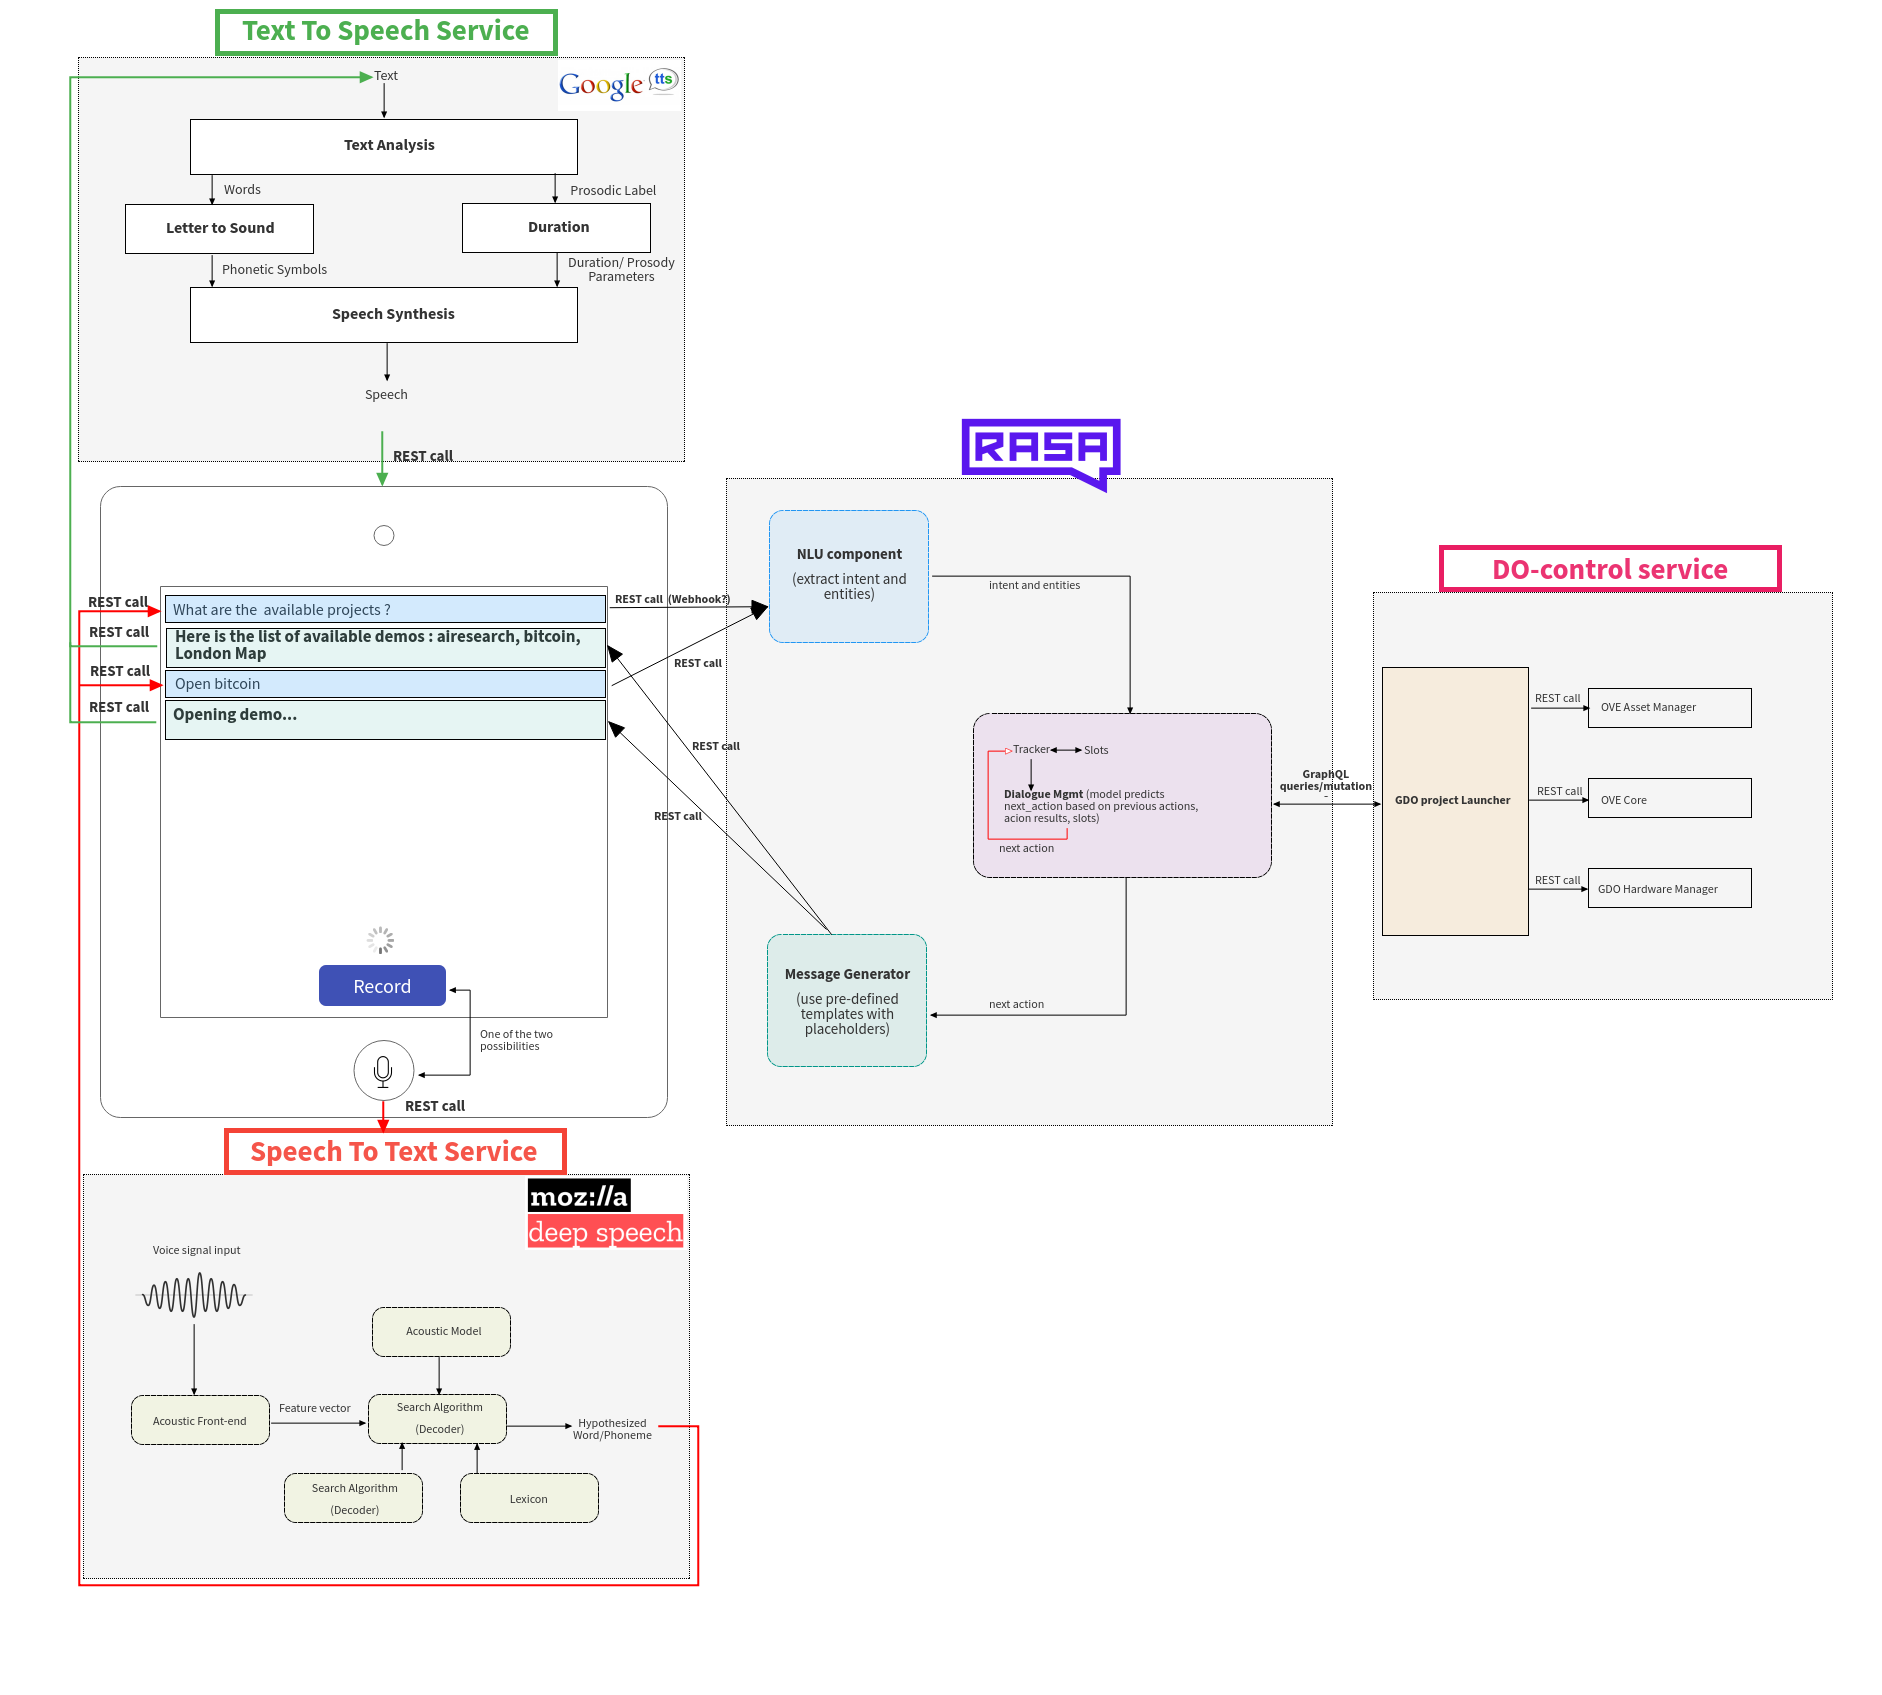 Text To Speech Service
Text
Google tts
Text Analysis
Words
Prosodic Label
Letter to Sound
Duration
Phonetic Symbols
Duration/ Prosody
Parameters
Speech Synthesis
Speech
REST call
REST call
What are the  available projects ?
REST call
Here is the list of available demos : airesearch, bitcoin,
London Map
REST call
Open bitcoin
REST call
Opening demo...
Record
One of the two
possibilities
REST call
REST call  (Webhook?)
REST call
REST call
REST call
RASA
NLU component
(extract intent and
entities)
intent and entities
Tracker
Slots
Dialogue Mgmt (model predicts
next_action based on previous actions,
acion results, slots)
next action
next action
Message Generator
(use pre-defined
templates with
placeholders)
GraphQL
queries/mutation
DO-control service
GDO project Launcher
REST call
OVE Asset Manager
REST call
OVE Core
REST call
GDO Hardware Manager
Speech To Text Service
moz://a
deep speech
Voice signal input
Acoustic Model
Acoustic Front-end
Feature vector
Search Algorithm
(Decoder)
Hypothesized
Word/Phoneme
Search Algorithm
(Decoder)
Lexicon